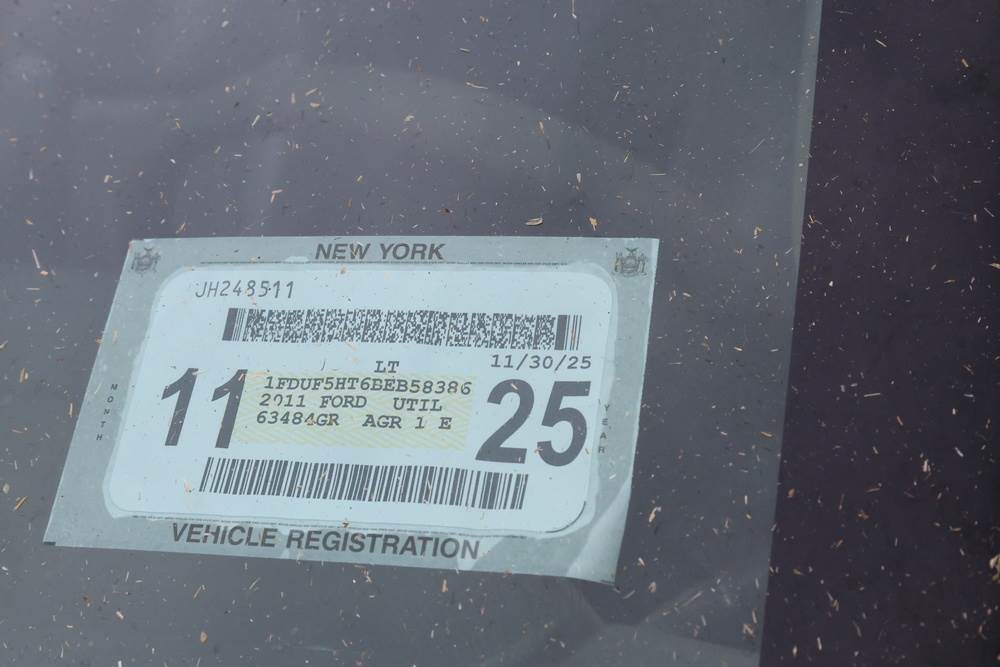 NEW YORK
JH248511
LT
11/30/25
MONTH
11
1FDUF5HT6BEB58386
2011 FORD UTIL
63484GR AGR 1 E
25
YEAR
VEHICLE REGISTRATION